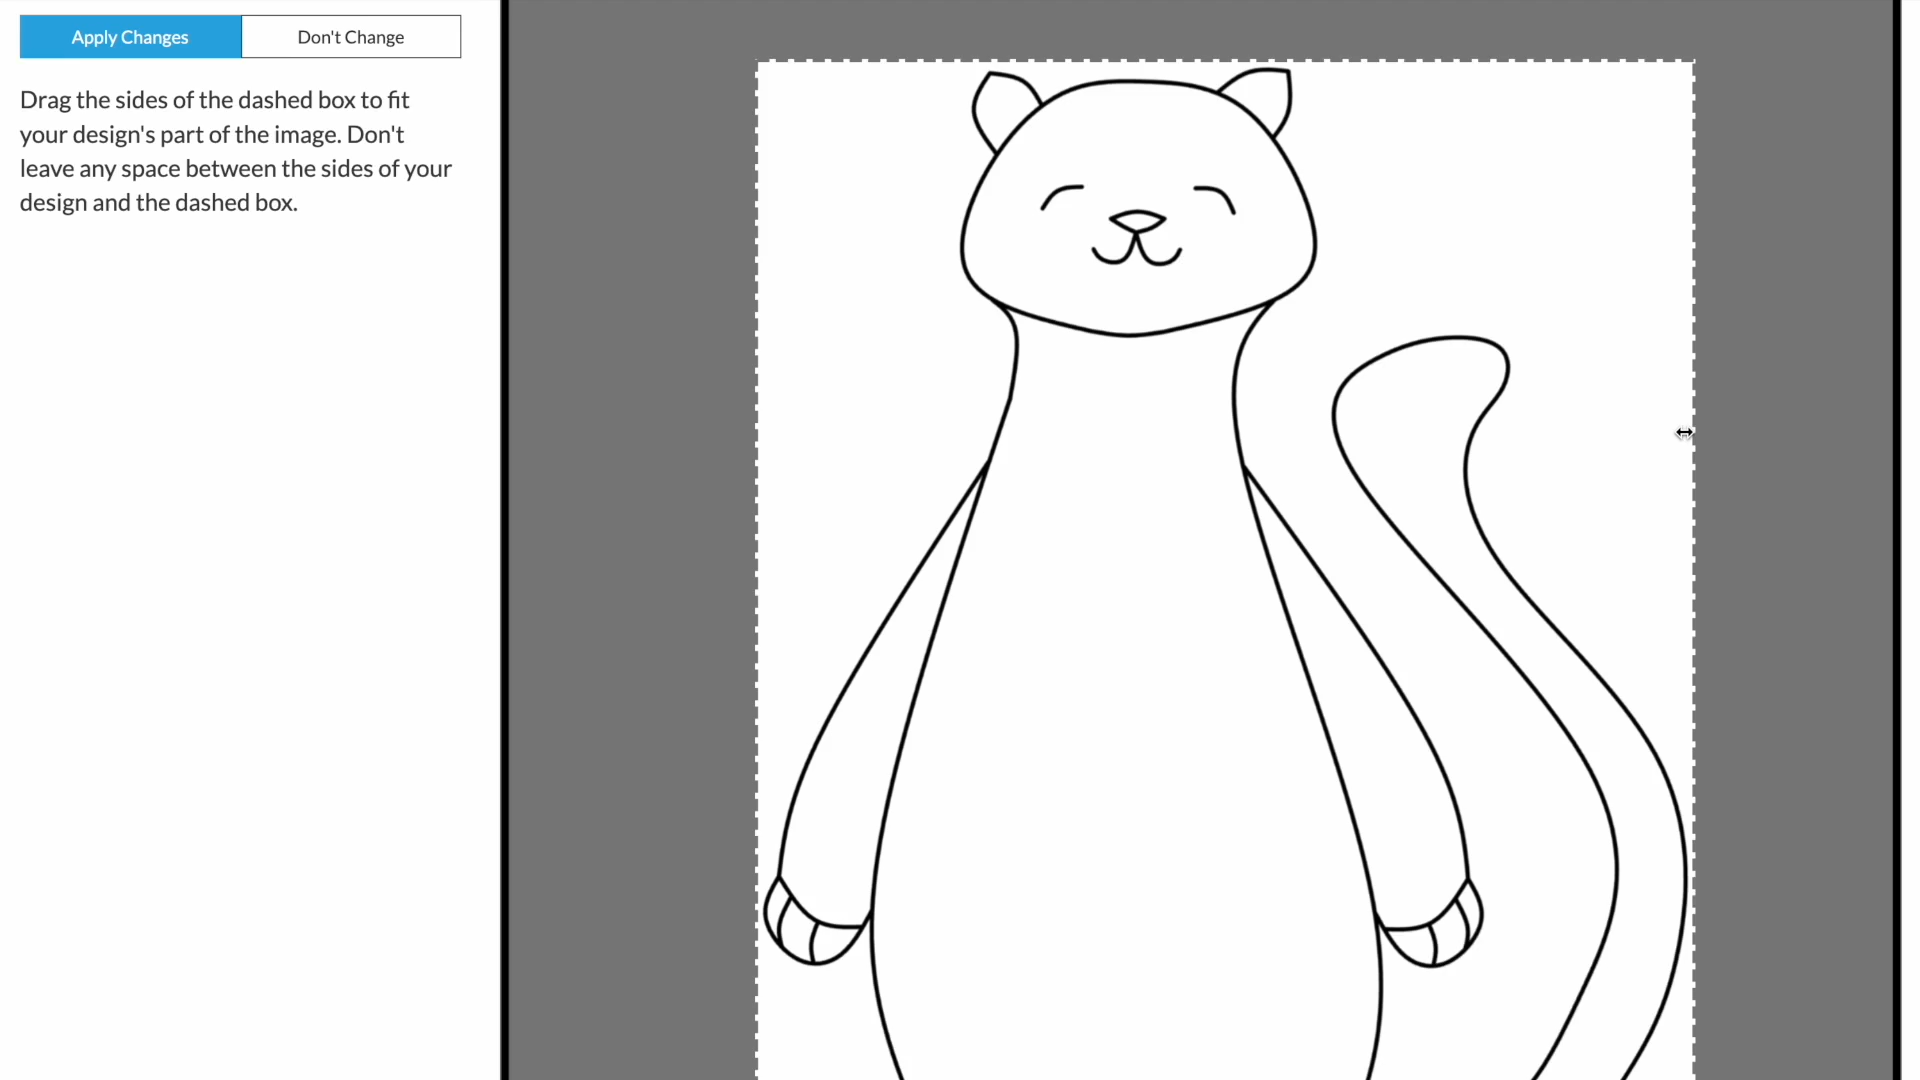 Apply Changes
Don't Change
Drag the sides of the dashed box to fit
your design's part of the image. Don't
leave any space between the sides of your
design and the dashed box.